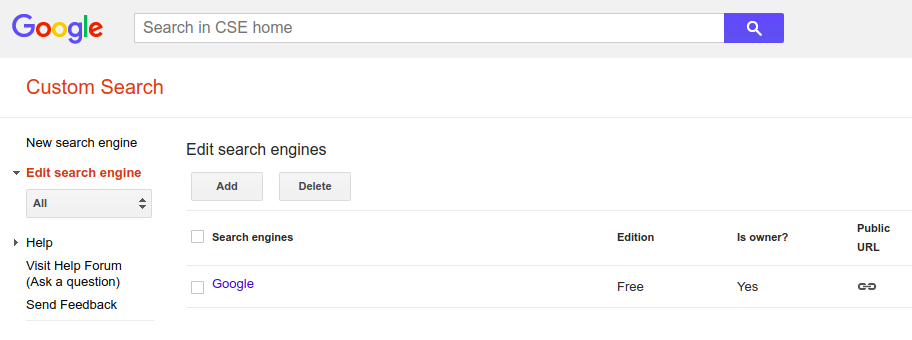 Google
Search in CSE home
Custom Search
New search engine
Edit search engine
All
Help
Visit Help Forum
(Ask a question)
Send Feedback
Edit search engines
Add
Delete
Search engines
Edition
Is owner?
Public
URL
Google
Free
Yes